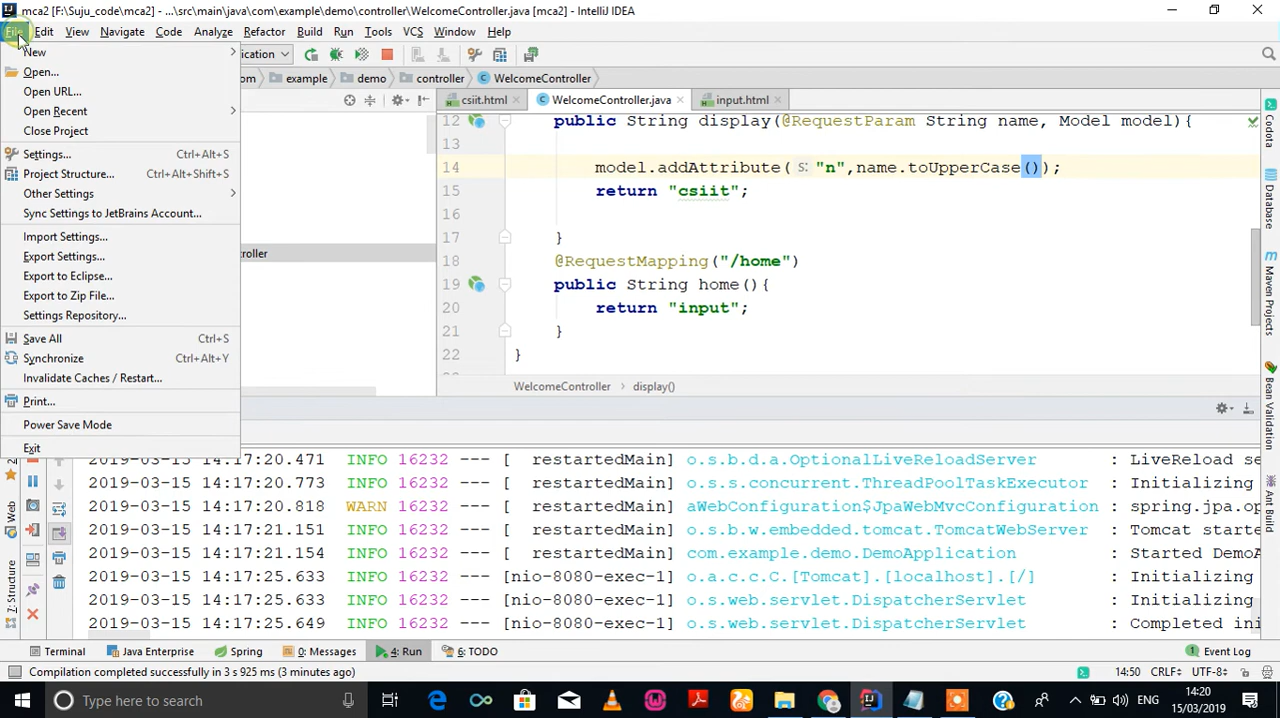 mca2 [F:\Suju_code\mca2] - ...\src\main\java\com\example\demo\controller\WelcomeController.java [mca2] - IntelliJ IDEA
File Edit View Navigate Code Analyze Refactor Build Run Tools VCS Window Help
New
ication
Open...
om example demo controller WelcomeController
Open URL...
csiit.html WelcomeController.java input.html
Open Recent
Close Project
Settings... Ctrl+Alt+S
Project Structure... Ctrl+Alt+Shift+S
Other Settings
Sync Settings to JetBrains Account...
Import Settings...
Export Settings...
Export to Eclipse...
Export to Zip File...
Settings Repository...
Save All Ctrl+S
Synchronize Ctrl+Alt+Y
Invalidate Caches / Restart...
Print...
Power Save Mode
Exit
oller
12 public String display(@RequestParam String name, Model model){
13
14 model.addAttribute( s: "n",name.toUpperCase());
15 return "csiit";
16
17 }
18 @RequestMapping("/home")
19 public String home(){
20 return "input";
21 }
22 }
WelcomeController display()
Codota
Database
Maven Projects
Bean Validation
Ant Build
Web
7: Structure
2019-03-15 14:17:20.471 INFO 16232 --- [ restartedMain] o.s.b.d.a.OptionalLiveReloadServer : LiveReload se
2019-03-15 14:17:20.773 INFO 16232 --- [ restartedMain] o.s.s.concurrent.ThreadPoolTaskExecutor : Initializing
2019-03-15 14:17:20.818 WARN 16232 --- [ restartedMain] aWebConfiguration$JpaWebMvcConfiguration : spring.jpa.op
2019-03-15 14:17:21.151 INFO 16232 --- [ restartedMain] o.s.b.w.embedded.tomcat.TomcatWebServer : Tomcat starte
2019-03-15 14:17:21.154 INFO 16232 --- [ restartedMain] com.example.demo.DemoApplication : Started DemoA
2019-03-15 14:17:25.633 INFO 16232 --- [nio-8080-exec-1] o.a.c.c.C.[Tomcat].[localhost].[/] : Initializing
2019-03-15 14:17:25.633 INFO 16232 --- [nio-8080-exec-1] o.s.web.servlet.DispatcherServlet : Initializing
2019-03-15 14:17:25.649 INFO 16232 --- [nio-8080-exec-1] o.s.web.servlet.DispatcherServlet : Completed ini
Terminal Java Enterprise Spring 0: Messages 4: Run 6: TODO Event Log
Compilation completed successfully in 3 s 925 ms (3 minutes ago) 14:50 CRLF÷ UTF-8÷
Type here to search ENG 14:20
15/03/2019